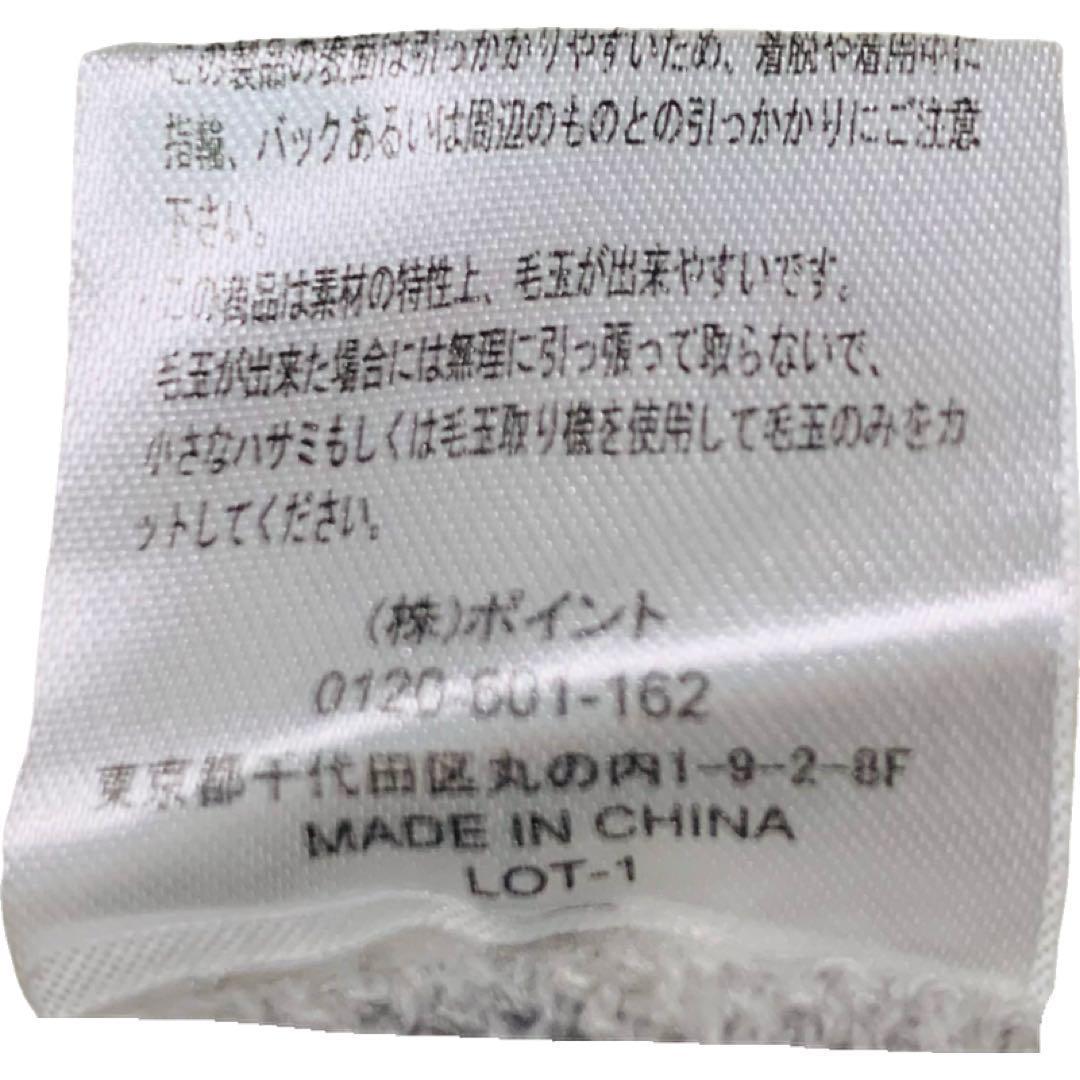 この製品の表面は引っかかりやすいため、着脱や着用中に
指輪、バックあるいは周辺のものとの引っかかりにご注意
下さい。
この商品は素材の特性上、毛玉が出来やすいです。
毛玉が出来た場合には無理に引っ張って取らないで、
小さなハサミもしくは毛玉取り機を使用して毛玉のみをカ
ットしてください。
(株)ポイント
0120-601-162
東京都千代田区丸の内1-9-2-8F
MADE IN CHINA
LOT-1